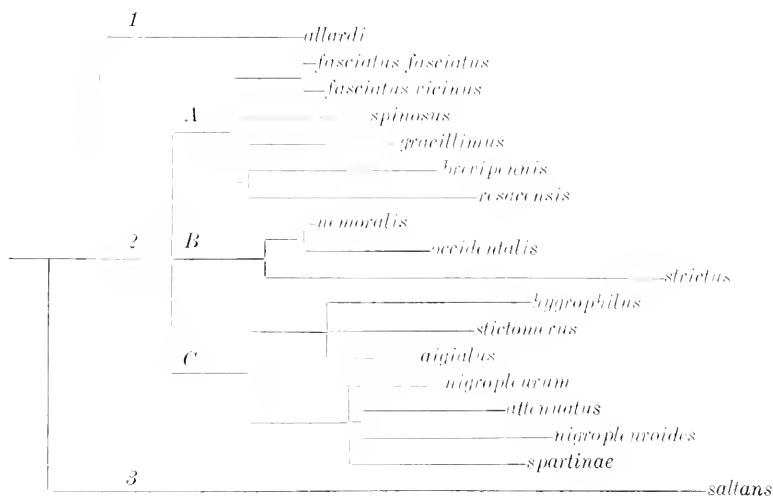 1
allardi
fasciatus fasciatus
fasciatus vicinus
A
spinosus
gracillimus
brevipennis
resacensis
nemoralis
2
B
occidentalis
strictus
hygrophilus
stictomerus
aigialus
C
nigropleurum
attenuatus
nigropleuroides
spartinae
3
saltans